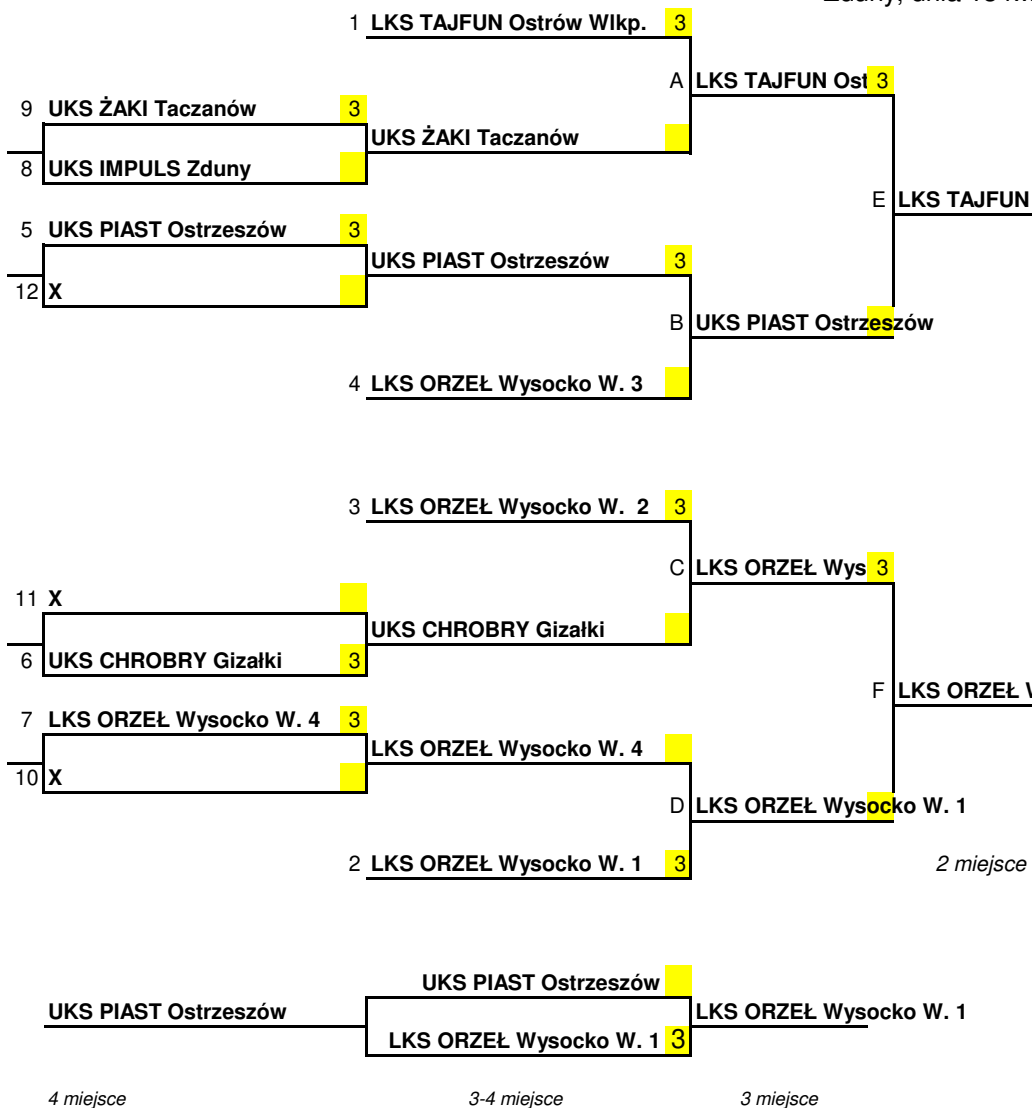 1 LKS TAJFUN Ostrów Wlkp. 3
A LKS TAJFUN Ost 3
9 UKS ŻAKI Taczanów 3
UKS ŻAKI Taczanów
8 UKS IMPULS Zduny
E LKS TAJFUN
5 UKS PIAST Ostrzeszów 3
UKS PIAST Ostrzeszów 3
12 X
B UKS PIAST Ostrzeszów
4 LKS ORZEŁ Wysocko W. 3
3 LKS ORZEŁ Wysocko W. 2 3
C LKS ORZEŁ Wys 3
11 X
UKS CHROBRY Gizałki
6 UKS CHROBRY Gizałki 3
F LKS ORZEŁ
7 LKS ORZEŁ Wysocko W. 4 3
LKS ORZEŁ Wysocko W. 4
10 X
D LKS ORZEŁ Wysocko W. 1
2 LKS ORZEŁ Wysocko W. 1 3
2 miejsce
UKS PIAST Ostrzeszów
UKS PIAST Ostrzeszów
LKS ORZEŁ Wysocko W. 1
LKS ORZEŁ Wysocko W. 1 3
4 miejsce
3-4 miejsce
3 miejsce